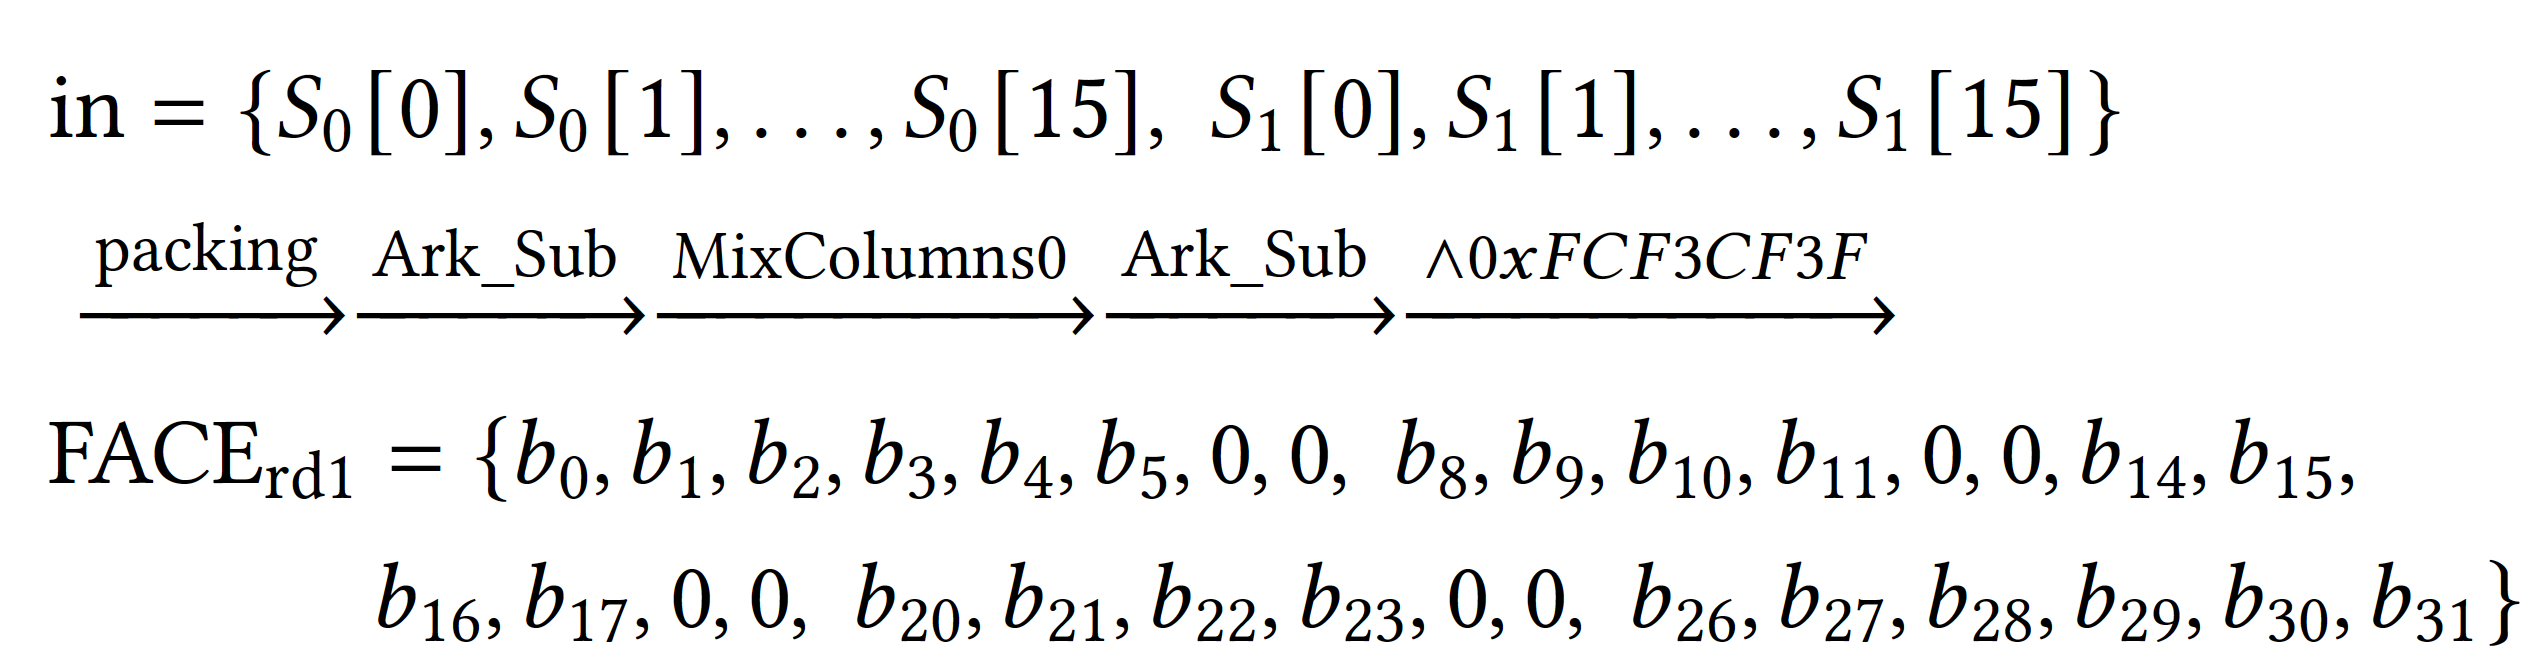 in = {S₀[0], S₀[1], . . . , S₀[15], S₁[0], S₁[1], . . . , S₁[15]}
packing Ark_Sub MixColumns0 Ark_Sub ∧0xFCF3CF3F
FACE_rd1 = {b₀, b₁, b₂, b₃, b₄, b₅, 0, 0, b₈, b₉, b₁₀, b₁₁, 0, 0, b₁₄, b₁₅,
b₁₆, b₁₇, 0, 0, b₂₀, b₂₁, b₂₂, b₂₃, 0, 0, b₂₆, b₂₇, b₂₈, b₂₉, b₃₀, b₃₁}